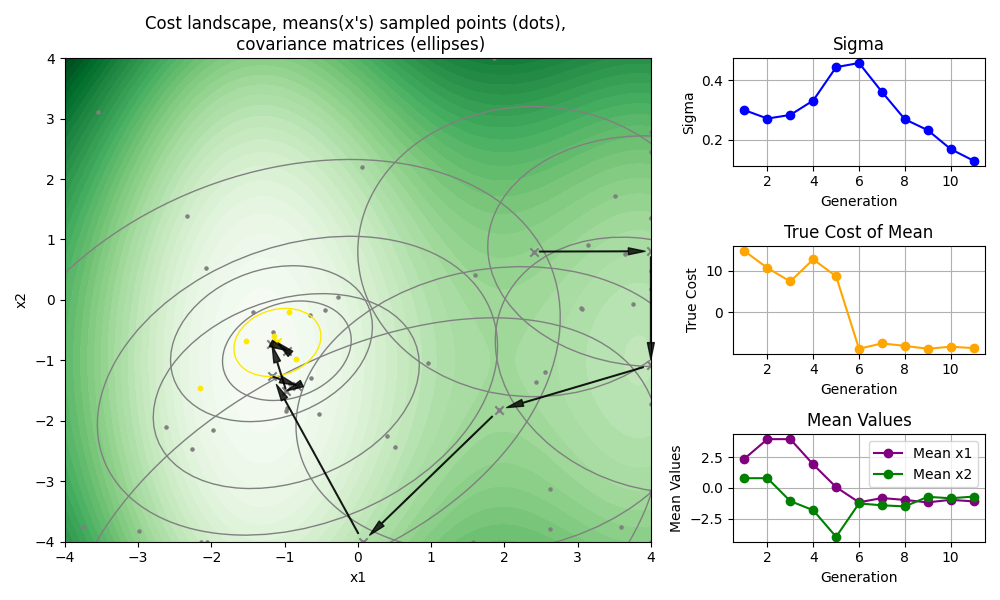 Cost landscape, means(x's) sampled points (dots),
covariance matrices (ellipses)
4
3
2
1
0
−1
−2
−3
−4
x2
−4
−3
−2
−1
0
1
2
3
4
x1
Sigma
0.4
0.2
Sigma
2
4
6
8
10
Generation
True Cost of Mean
10
0
True Cost
2
4
6
8
10
Generation
Mean Values
2.5
0.0
−2.5
Mean Values
Mean x1
Mean x2
2
4
6
8
10
Generation